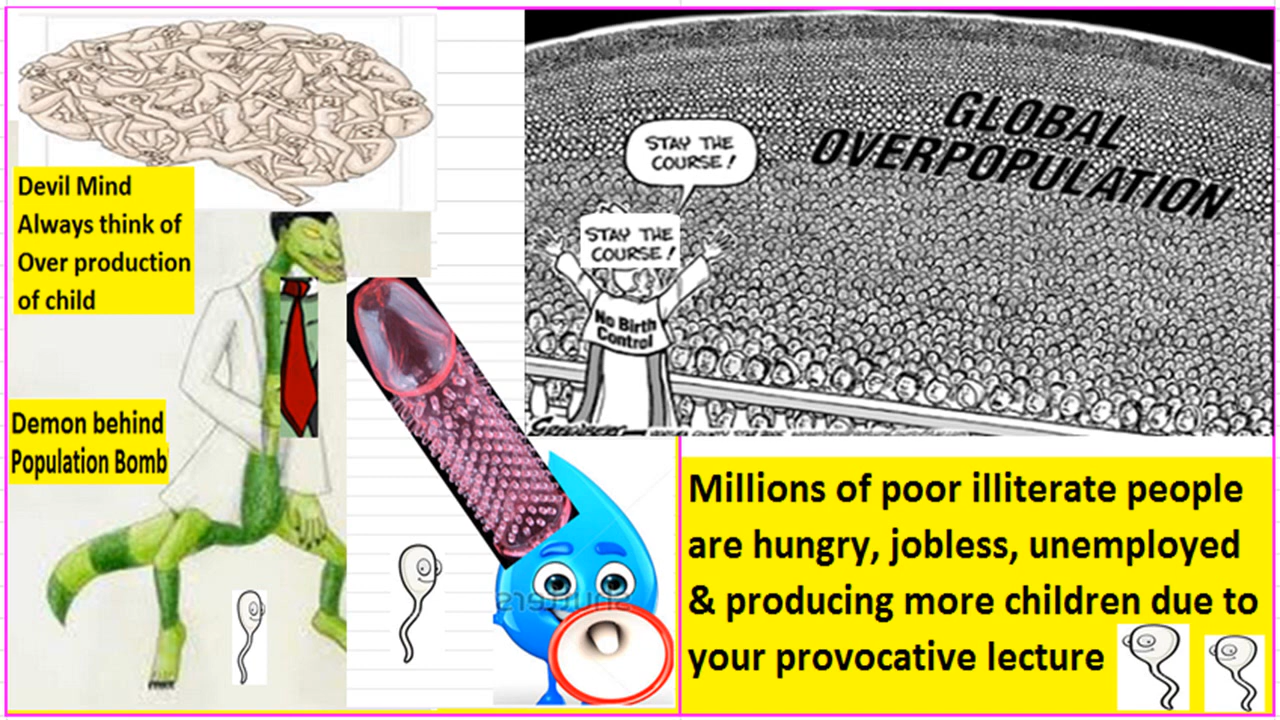 Devil Mind
Always think of
Over production
of child
Demon behind
Population Bomb
STAY THE
COURSE!
STAY THE
COURSE!
No Birth
Control
GLOBAL
OVERPOPULATION
Millions of poor illiterate people
are hungry, jobless, unemployed
& producing more children due to
your provocative lecture